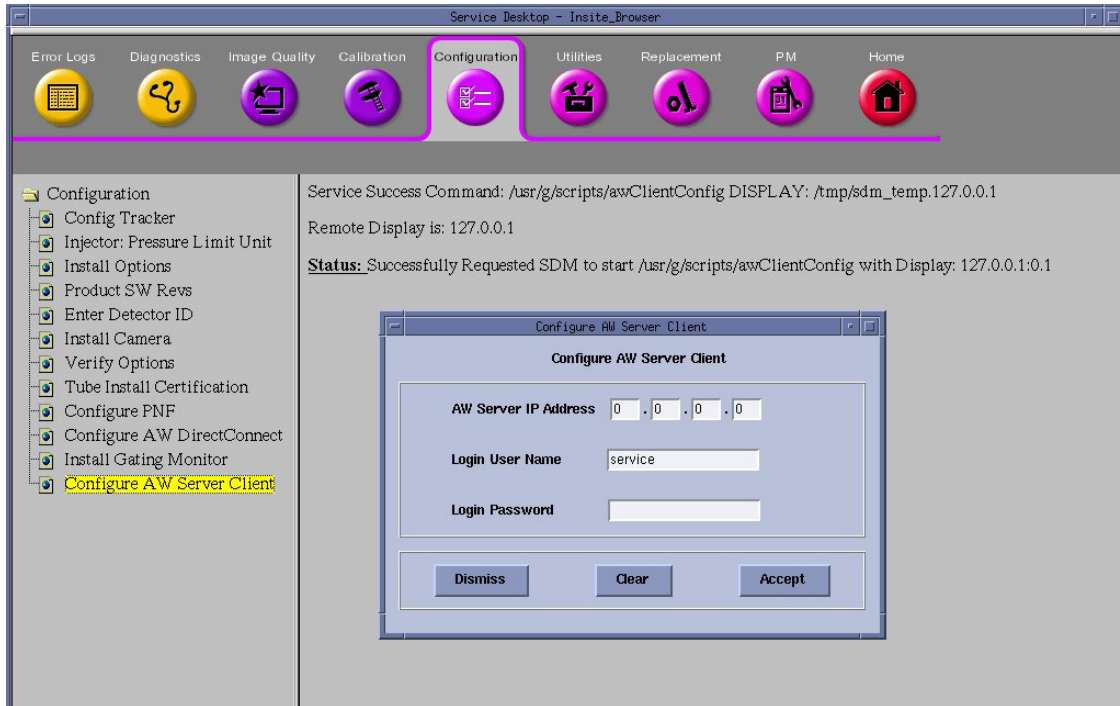 Service Desktop - Insite_Browser
Error Logs Diagnostics Image Quality Calibration Configuration Utilities Replacement PM Home
31
Configuration
Config Tracker
Injector: Pressure Limit Unit
Install Options
Product SW Revs
Enter Detector ID
Install Camera
Verify Options
Tube Install Certification
Configure PNF
Configure AW DirectConnect
Install Gating Monitor
Configure AW Server Client
Service Success Command: /usr/g/scripts/awClientConfig DISPLAY: /tmp/sdm_temp.127.0.0.1
Remote Display is: 127.0.0.1
Status: Successfully Requested SDM to start /usr/g/scripts/awClientConfig with Display: 127.0.0.1:0.1
Configure AW Server Client
Configure AW Server Client
AW Server IP Address 0 . 0 . 0 . 0
Login User Name service
Login Password
Dismiss Clear Accept